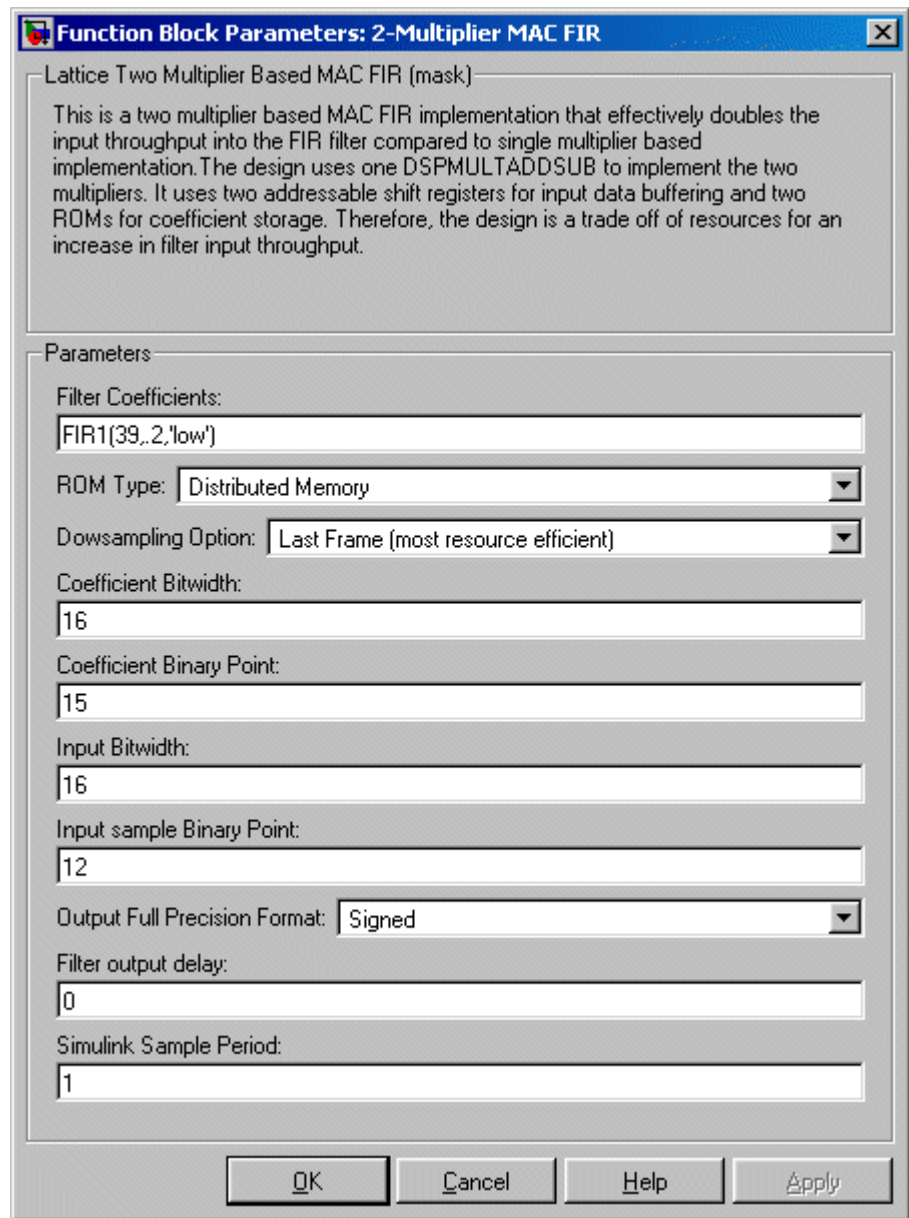 Function Block Parameters: 2-Multiplier MAC FIR
Lattice Two Multiplier Based MAC FIR (mask)
This is a two multiplier based MAC FIR implementation that effectively doubles the
input throughput into the FIR filter compared to single multiplier based
implementation.The design uses one DSPMULTADDSUB to implement the two
multipliers. It uses two addressable shift registers for input data buffering and two
ROMs for coefficient storage. Therefore, the design is a trade off of resources for an
increase in filter input throughput.
Parameters
Filter Coefficients:
FIR1(39,.2,'low')
ROM Type: Distributed Memory
Dowsampling Option: Last Frame (most resource efficient)
Coefficient Bitwidth:
16
Coefficient Binary Point:
15
Input Bitwidth:
16
Input sample Binary Point:
12
Output Full Precision Format: Signed
Filter output delay:
0
Simulink Sample Period:
1
OK Cancel Help Apply